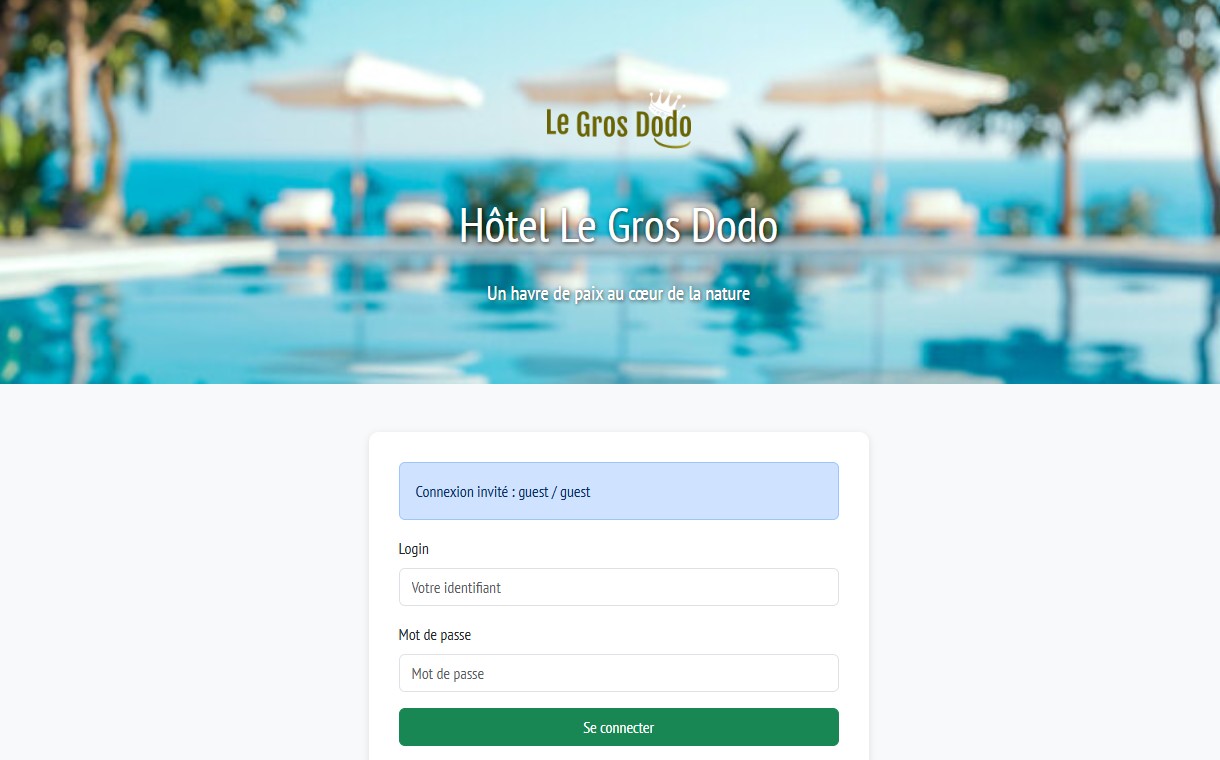 Le Gros Dodo
Hôtel Le Gros Dodo
Un havre de paix au cœur de la nature
Connexion invité : guest / guest
Login
Votre identifiant
Mot de passe
Mot de passe
Se connecter